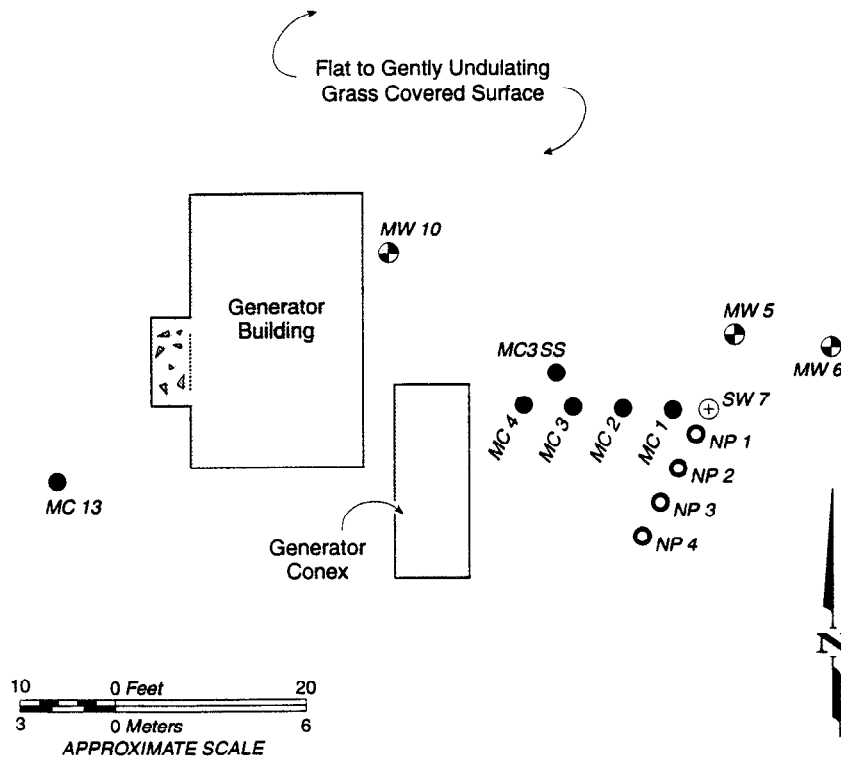 Flat to Gently Undulating
Grass Covered Surface
MW 10
Generator
Building
MW 5
MW 6
MC3SS
SW 7
MC 4
MC 3
MC 2
MC 1
NP 1
NP 2
NP 3
NP 4
MC 13
Generator
Conex
N
10 0 Feet 20
3 0 Meters 6
APPROXIMATE SCALE